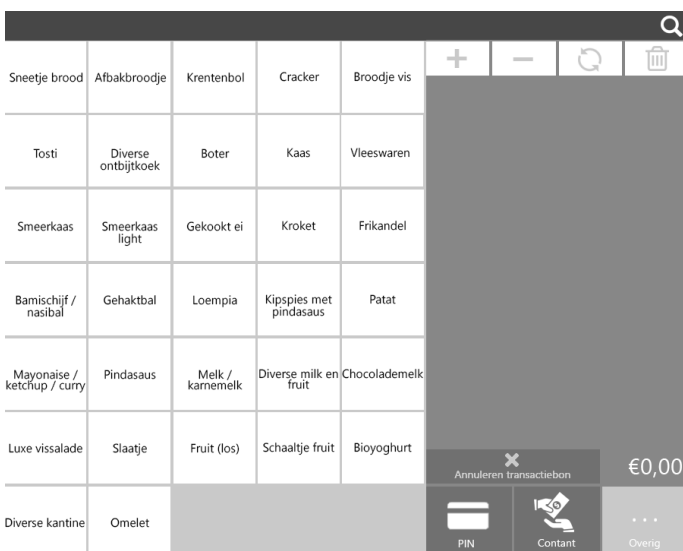 Sneetje brood
Afbakbroodje
Krentenbol
Cracker
Broodje vis
Tosti
Diverse
ontbijtkoek
Boter
Kaas
Vleeswaren
Smeerkaas
Smeerkaas
light
Gekookt ei
Kroket
Frikandel
Bamischijf /
nasibal
Gehaktbal
Loempia
Kipspies met
pindasaus
Patat
Mayonaise /
ketchup / curry
Pindasaus
Melk /
karnemelk
Diverse milk en
fruit
Chocolademelk
Luxe vissalade
Slaatje
Fruit (los)
Schaaltje fruit
Bioyoghurt
Diverse kantine
Omelet
Annuleren transactiebon
€0,00
PIN
Contant
Overig